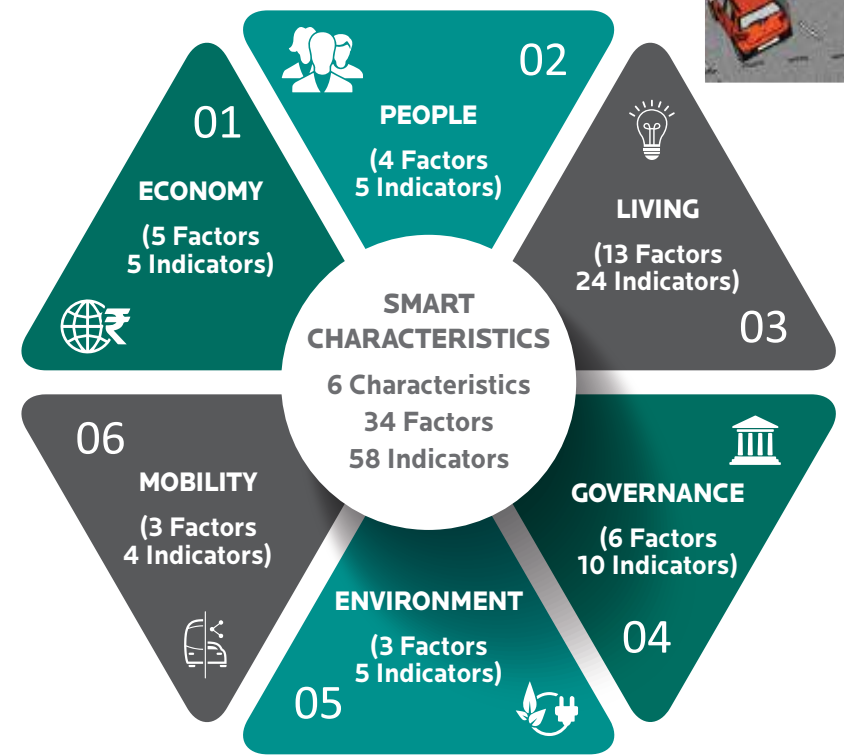 01
ECONOMY
(5 Factors
5 Indicators)
02
PEOPLE
(4 Factors
5 Indicators)
LIVING
(13 Factors
24 Indicators)
03
SMART
CHARACTERISTICS
6 Characteristics
34 Factors
58 Indicators
GOVERNANCE
(6 Factors
10 Indicators)
04
ENVIRONMENT
(3 Factors
5 Indicators)
05
06
MOBILITY
(3 Factors
4 Indicators)